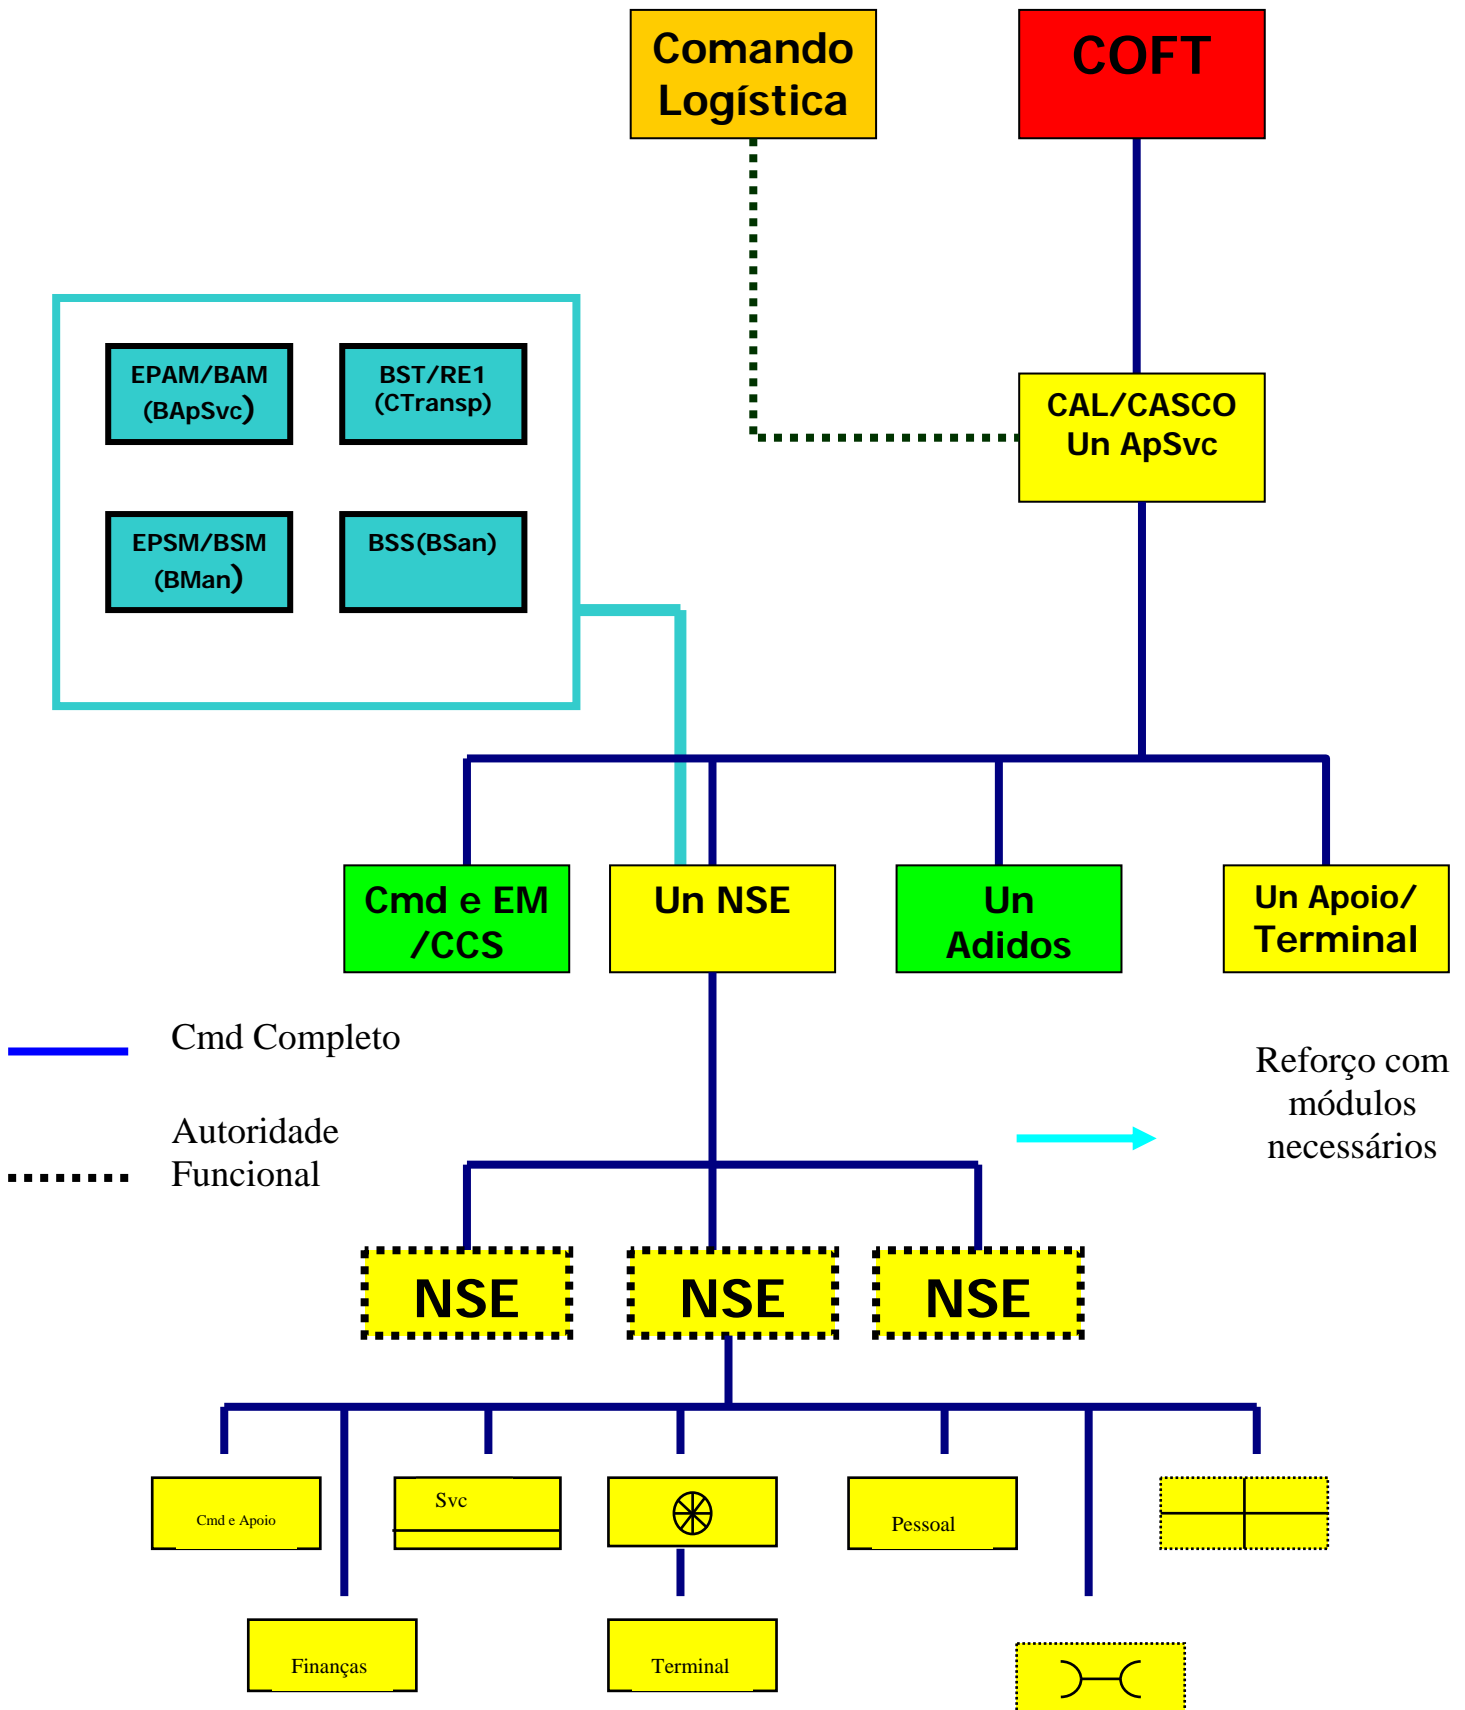 Comando
Logística
COFT
EPAM/BAM
(BApSvc)
BST/RE1
(CTransp)
CAL/CASCO
Un ApSvc
EPSM/BSM
(BMan)
BSS(BSan)
Cmd e EM
/CCS
Un NSE
Un
Adidos
Un Apoio/
Terminal
Cmd Completo
Autoridade
Funcional
Reforço com
módulos
necessários
NSE
NSE
NSE
Cmd e Apoio
Svc
Pessoal
Finanças
Terminal